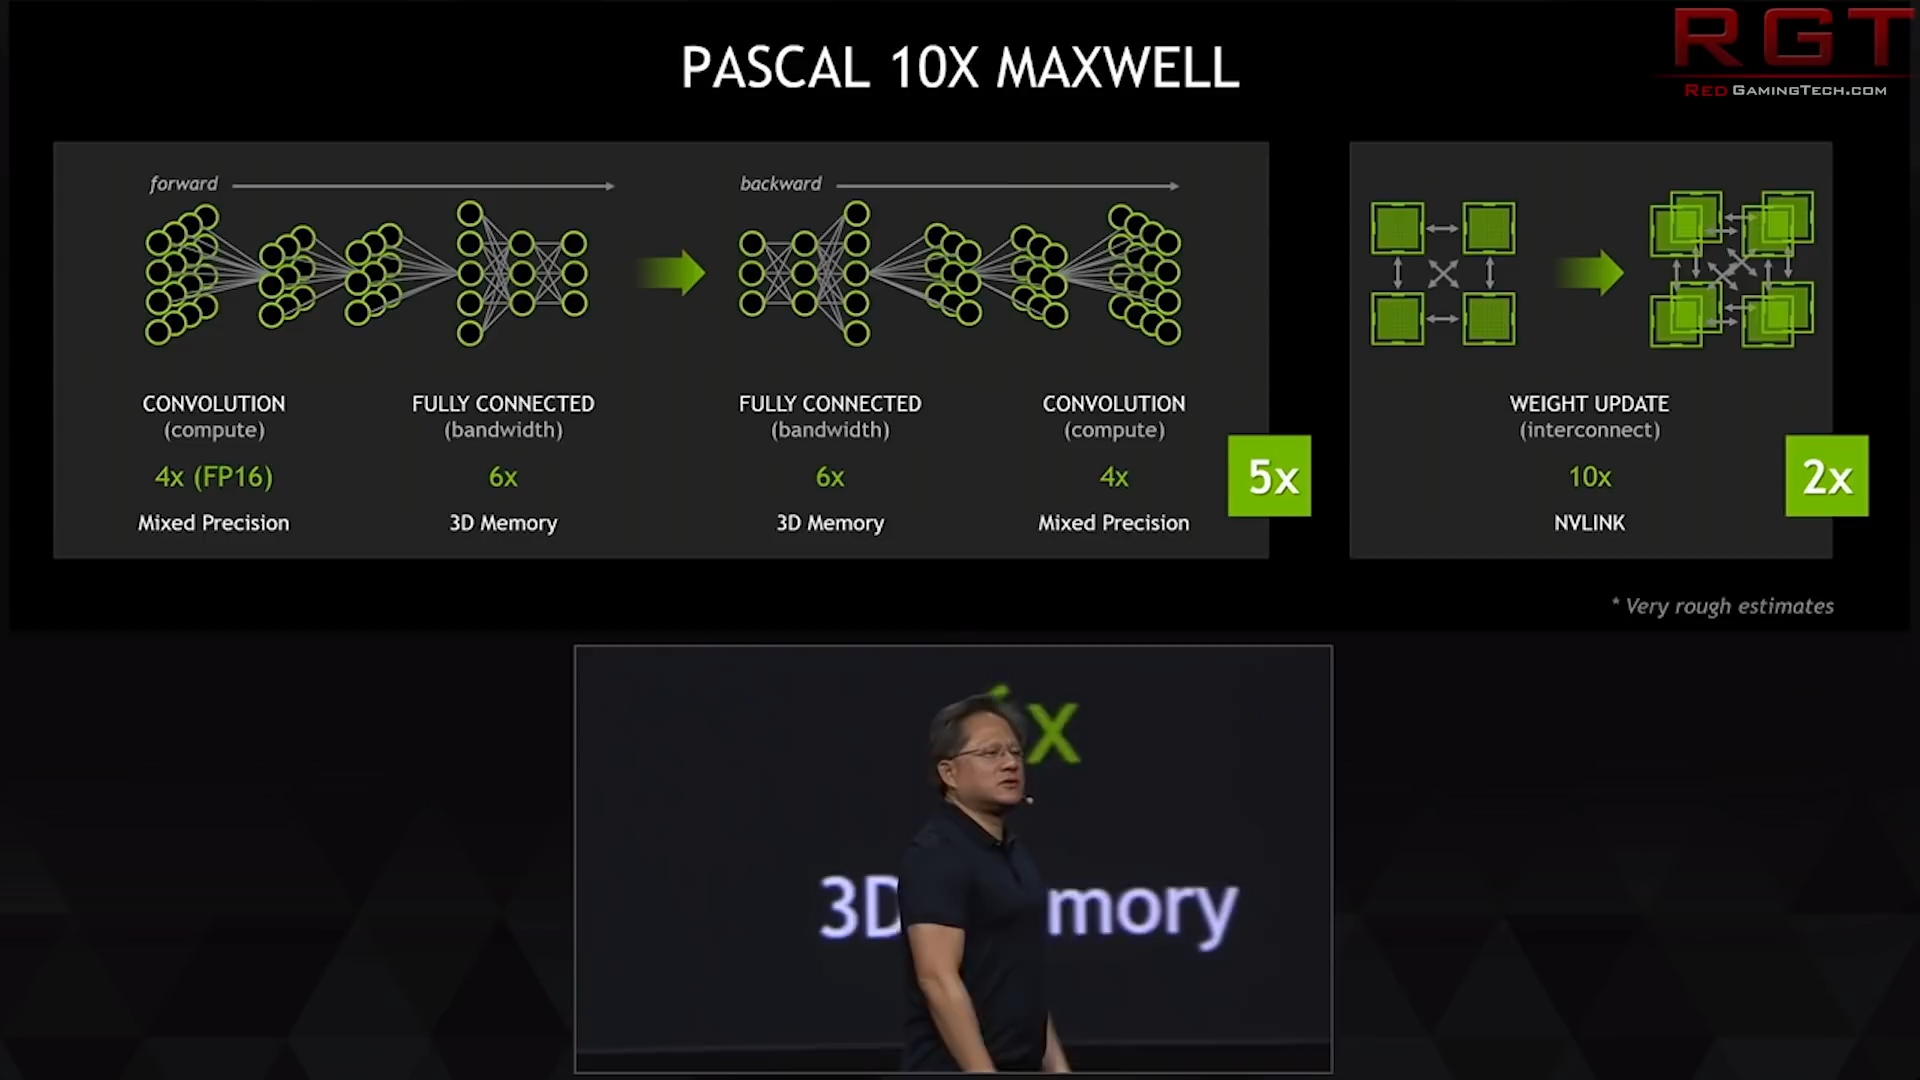 PASCAL 10X MAXWELL
RGT
RED GAMINGTECH.COM
forward
backward
CONVOLUTION
(compute)
4x (FP16)
Mixed Precision
FULLY CONNECTED
(bandwidth)
6x
3D Memory
FULLY CONNECTED
(bandwidth)
6x
3D Memory
CONVOLUTION
(compute)
4x
Mixed Precision
5x
WEIGHT UPDATE
(interconnect)
10x
NVLINK
2x
* Very rough estimates
x
3D mory